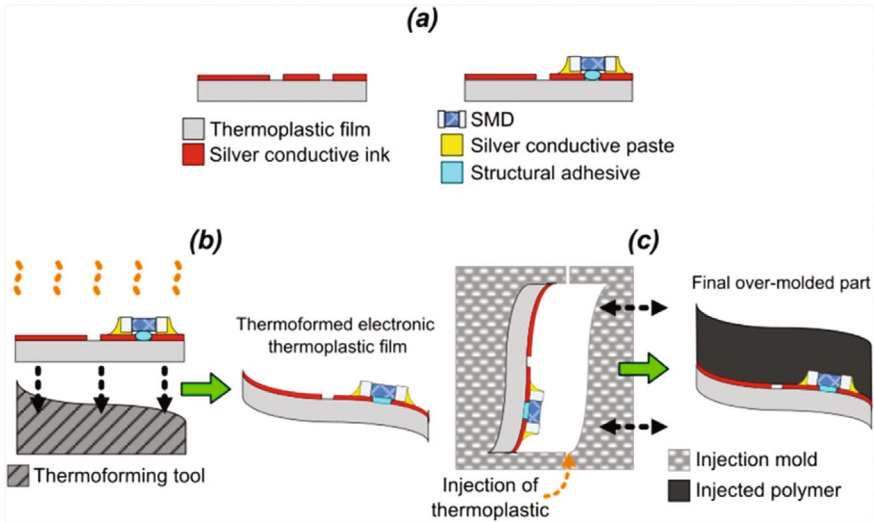 (a)
Thermoplastic film
Silver conductive ink
SMD
Silver conductive paste
Structural adhesive
(b)
Thermoformed electronic
thermoplastic film
Thermoforming tool
(c)
Final over-molded part
Injection of
thermoplastic
Injection mold
Injected polymer